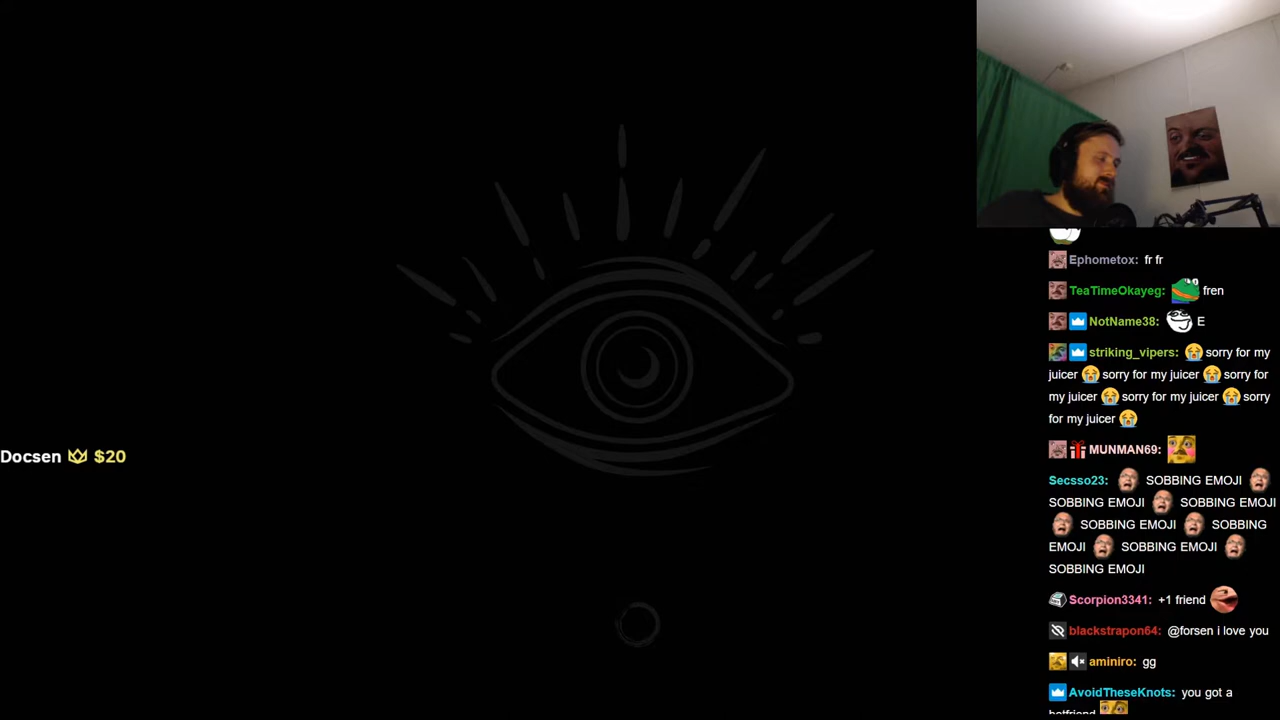 Ephometox: fr fr
TeaTimeOkayeg: fren
NotName38: E
striking_vipers: sorry for my
juicer sorry for my juicer sorry for
my juicer sorry for my juicer sorry
for my juicer
Docsen $20
MUNMAN69:
Secsso23: SOBBING EMOJI
SOBBING EMOJI SOBBING EMOJI
SOBBING EMOJI SOBBING
EMOJI SOBBING EMOJI
SOBBING EMOJI
Scorpion3341: +1 friend
blackstrapon64: @forsen i love you
aminiro: gg
AvoidTheseKnots: you got a